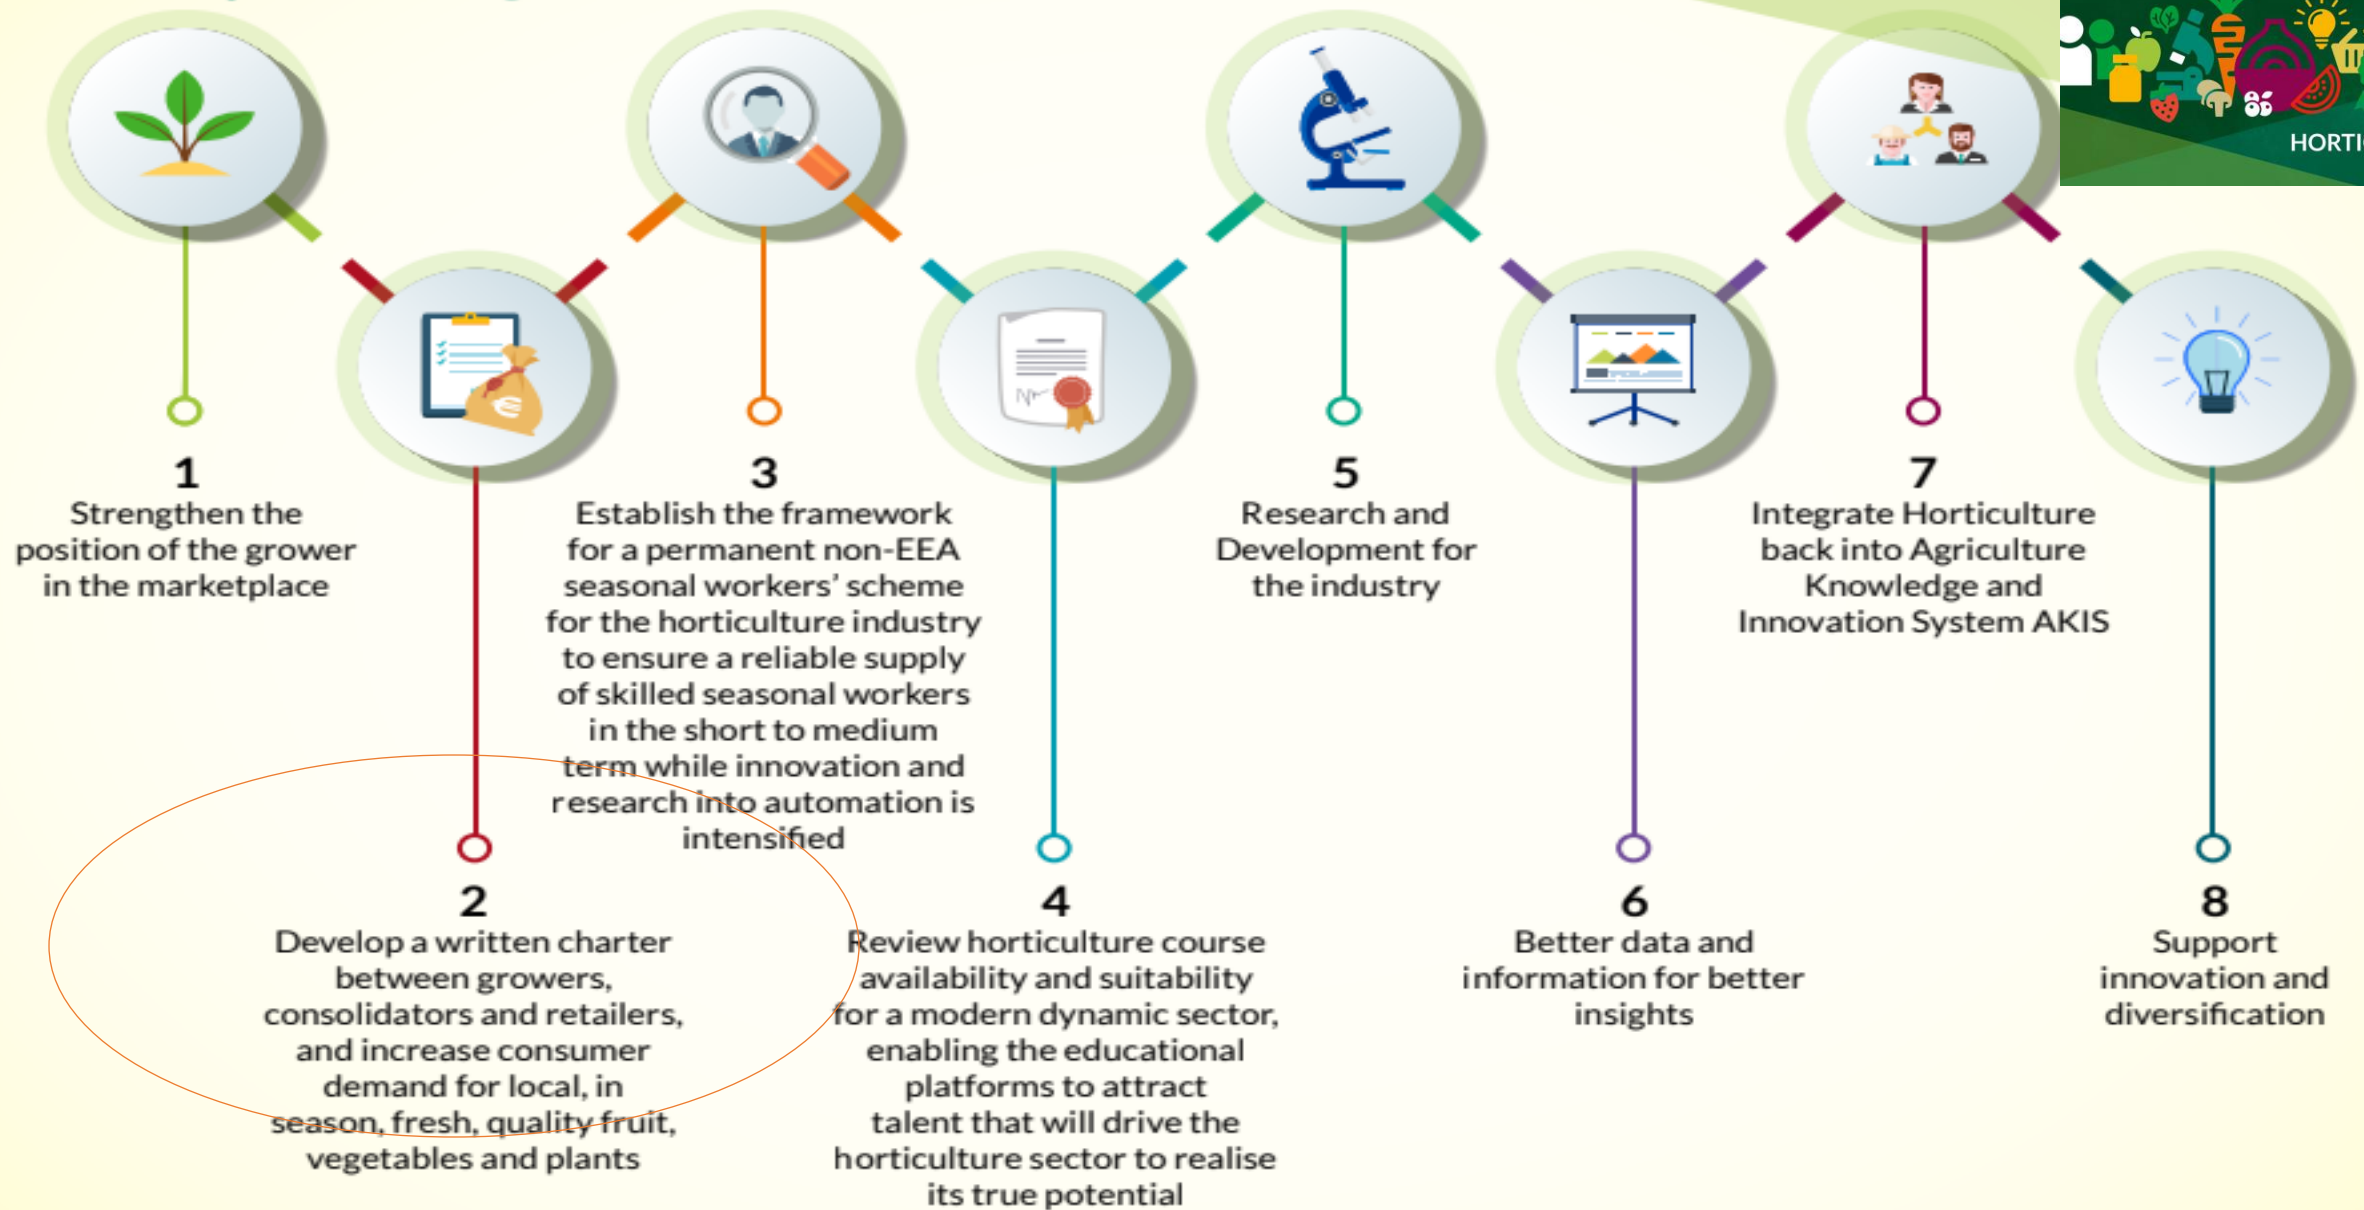 HORTI
1
Strengthen the
position of the grower
in the marketplace
2
Develop a written charter
between growers,
consolidators and retailers,
and increase consumer
demand for local, in
season, fresh, quality fruit,
vegetables and plants
3
Establish the framework
for a permanent non-EEA
seasonal workers’ scheme
for the horticulture industry
to ensure a reliable supply
of skilled seasonal workers
in the short to medium
term while innovation and
research into automation is
intensified
4
Review horticulture course
availability and suitability
for a modern dynamic sector,
enabling the educational
platforms to attract
talent that will drive the
horticulture sector to realise
its true potential
5
Research and
Development for
the industry
6
Better data and
information for better
insights
7
Integrate Horticulture
back into Agriculture
Knowledge and
Innovation System AKIS
8
Support
innovation and
diversification